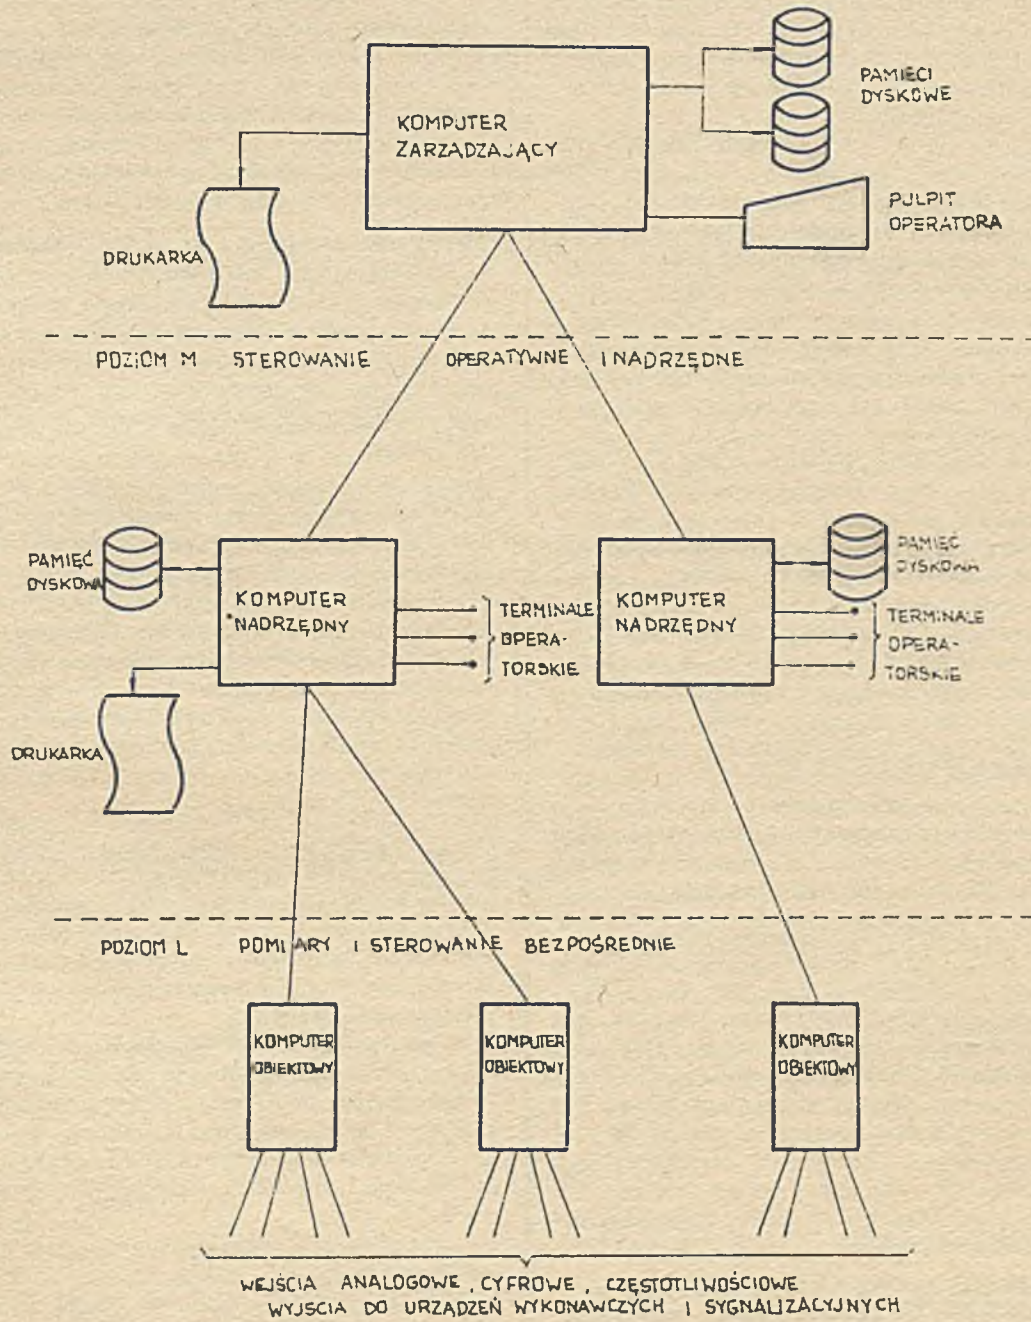 PAMIECI
DYSKOWE
KOMPUTER
ZARZĄDZAJĄCY
PULPIT
OPERATORA
DRUKARKA
POZIOM M STEROWANIE OPERATYWNE I NADRZĘDNE
PAMIĘĆ
DYSKOWA
KOMPUTER
NADRZĘDNY
TERMINALE
OPERA-
TORSKIE
KOMPUTER
NADRZĘDNY
PAMIĘĆ
DYSKOWA
TERMINALE
OPERA-
TORSKIE
DRUKARKA
POZIOM L POMIARY I STEROWANIE BEZPOŚREDNIE
KOMPUTER
OBIEKTOWY
KOMPUTER
OBIEKTOWY
KOMPUTER
OBIEKTOWY
WEJŚCIA ANALOGOWE, CYFROWE, CZĘSTOTLIWOŚCIOWE
WYJSCIA DO URZĄDZEŃ WYKONAWCZYCH I SYGNALIZACYJNYCH